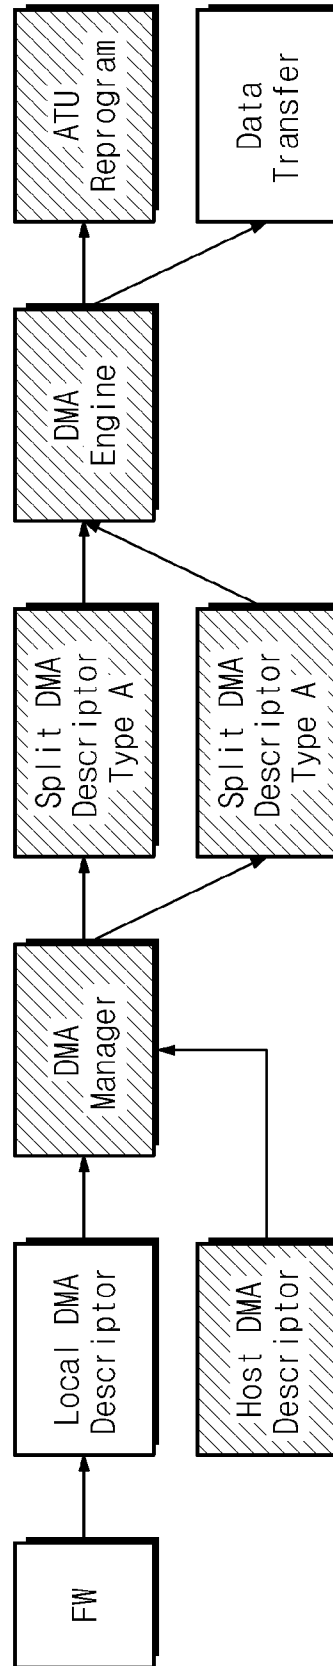 FW
Local DMA
Descriptor
Host DMA
Descriptor
DMA
Manager
Split DMA
Descriptor
Type A
Split DMA
Descriptor
Type A
DMA
Engine
ATU
Reprogram
Data
Transfer